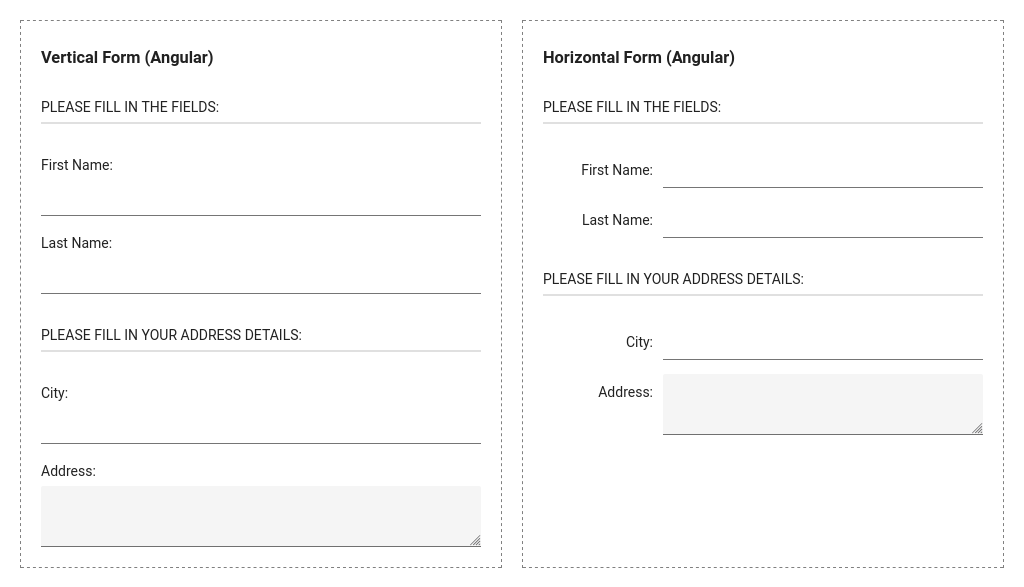 Vertical Form (Angular)
PLEASE FILL IN THE FIELDS:
First Name:
Last Name:
PLEASE FILL IN YOUR ADDRESS DETAILS:
City:
Address:
Horizontal Form (Angular)
PLEASE FILL IN THE FIELDS:
First Name:
Last Name:
PLEASE FILL IN YOUR ADDRESS DETAILS:
City:
Address: